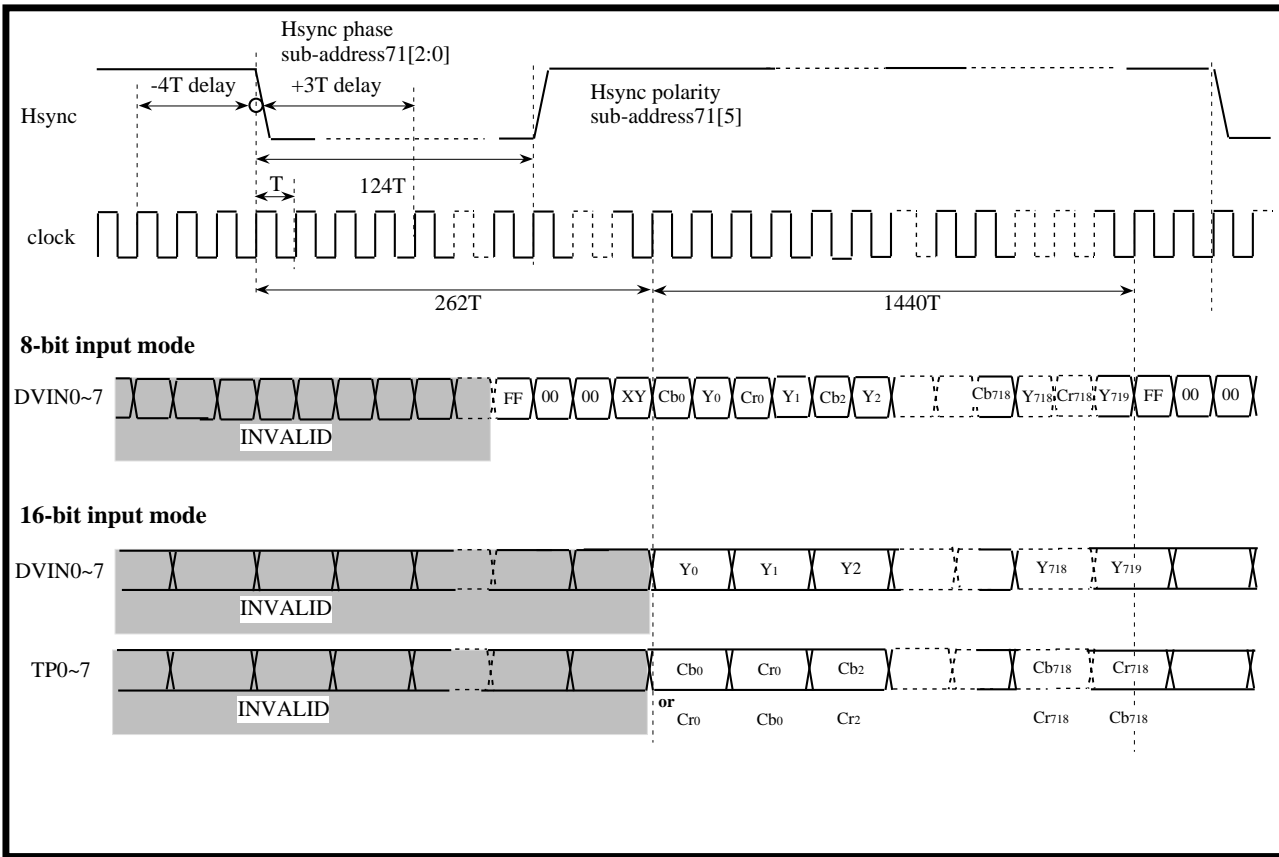 Hsync phase
sub-address71[2:0]
-4T delay
+3T delay
Hsync
Hsync polarity
sub-address71[5]
T
124T
clock
262T
1440T
8-bit input mode
DVIN0~7
FF 00 00 XY Cb0 Y0 Cr0 Y1 Cb2 Y2 Cb718 Y718 Cr718 Y719 FF 00 00
INVALID
16-bit input mode
DVIN0~7
Y0 Y1 Y2 Y718 Y719
INVALID
TP0~7
Cb0 Cr0 Cb2 Cb718 Cr718
INVALID
or
Cr0 Cb0 Cr2 Cr718 Cb718